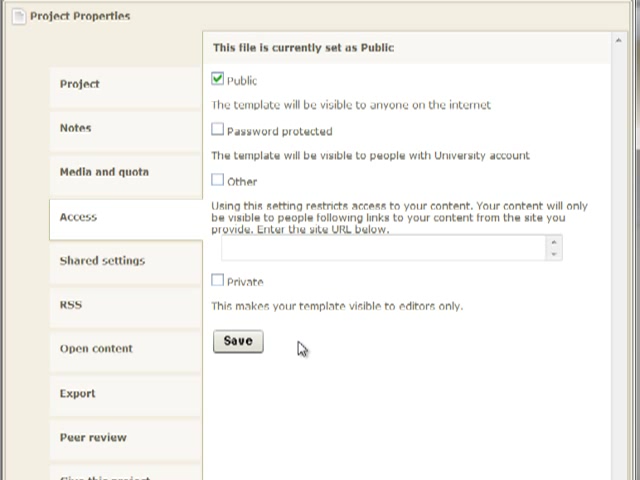 Project Properties
This file is currently set as Public
Project
Public
The template will be visible to anyone on the internet
Notes
Password protected
The template will be visible to people with University account
Media and quota
Other
Using this setting restricts access to your content. Your content will only
be visible to people following links to your content from the site you
provide. Enter the site URL below.
Access
Shared settings
Private
This makes your template visible to editors only.
RSS
Save
Open content
Export
Peer review
Give this project